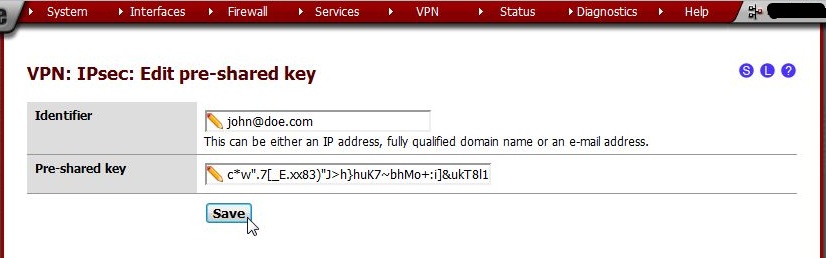 System Interfaces Firewall Services VPN Status Diagnostics Help
VPN: IPsec: Edit pre-shared key
S L ?
Identifier
john@doe.com
This can be either an IP address, fully qualified domain name or an e-mail address.
Pre-shared key
c*w".7[_E.xx83)"J>h}huK7~bhMo+:i]&ukT8l1
Save